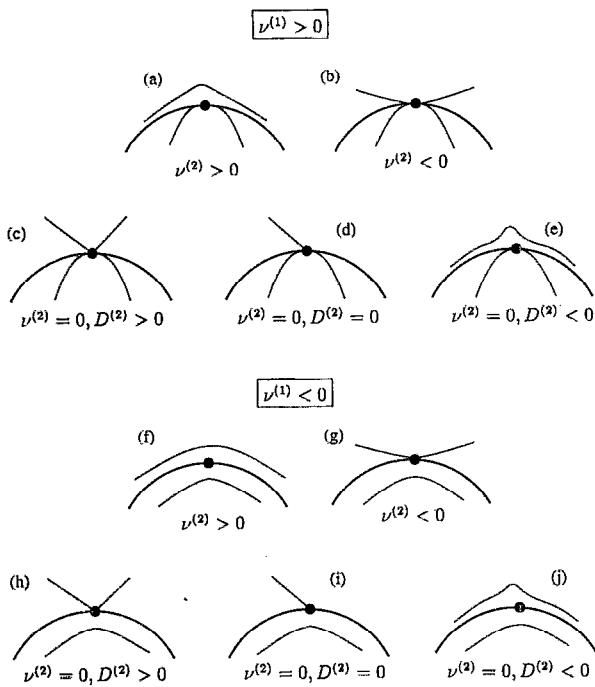 ν^(1) > 0
(a) (b)
ν^(2) > 0 ν^(2) < 0
(c) (d) (e)
ν^(2) = 0, D^(2) > 0 ν^(2) = 0, D^(2) = 0 ν^(2) = 0, D^(2) < 0
ν^(1) < 0
(f) (g)
ν^(2) > 0 ν^(2) < 0
(h) (i) (j)
ν^(2) = 0, D^(2) > 0 ν^(2) = 0, D^(2) = 0 ν^(2) = 0, D^(2) < 0